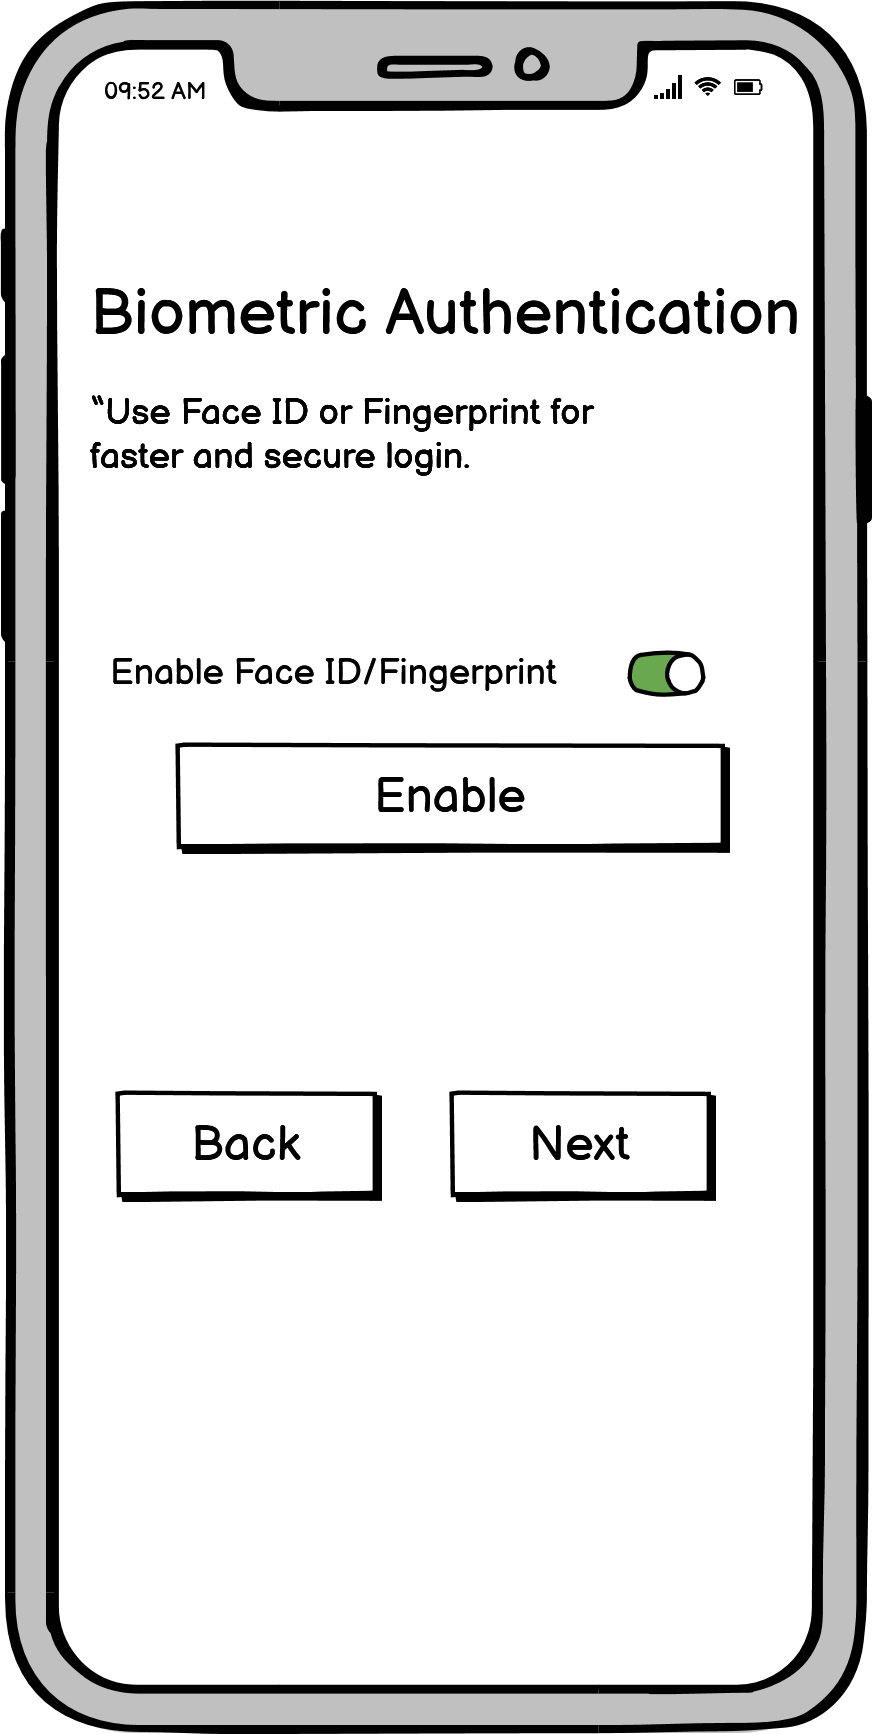 09:52 AM
Biometric Authentication
“Use Face ID or Fingerprint for
faster and secure login.
Enable Face ID/Fingerprint
Enable
Back
Next